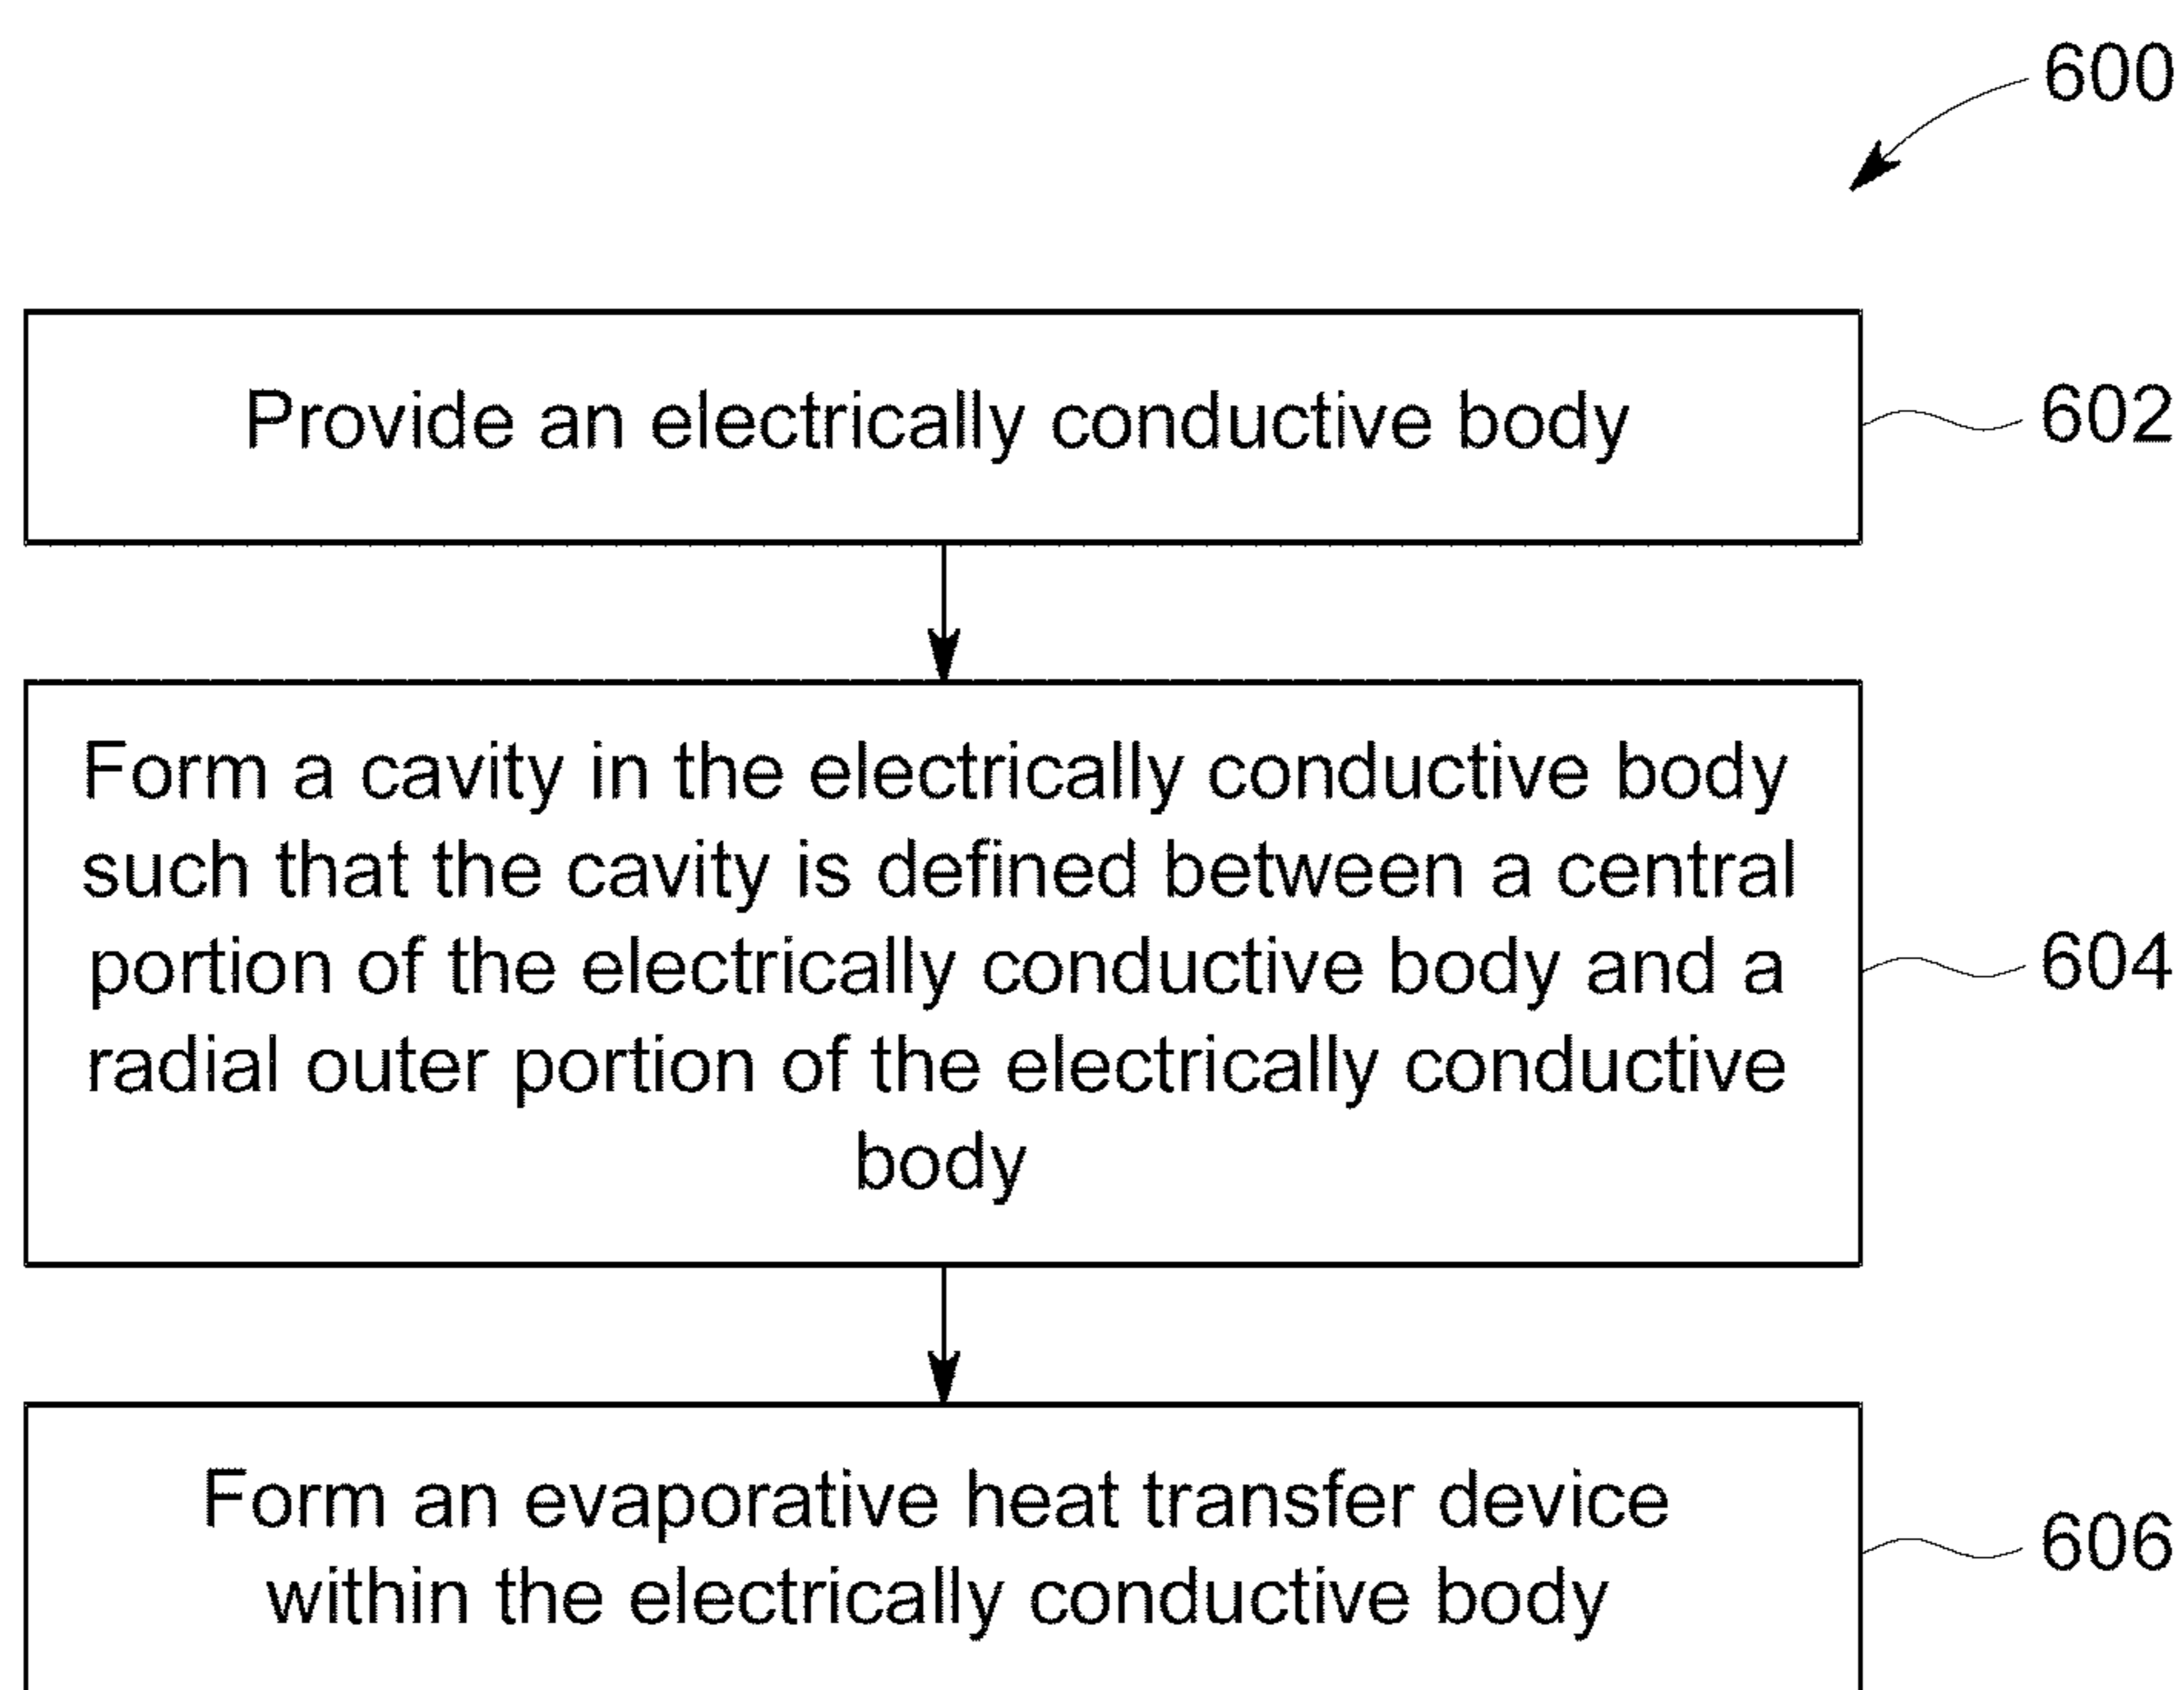 600
Provide an electrically conductive body
602
Form a cavity in the electrically conductive body
such that the cavity is defined between a central
portion of the electrically conductive body and a
radial outer portion of the electrically conductive
body
604
Form an evaporative heat transfer device
within the electrically conductive body
606